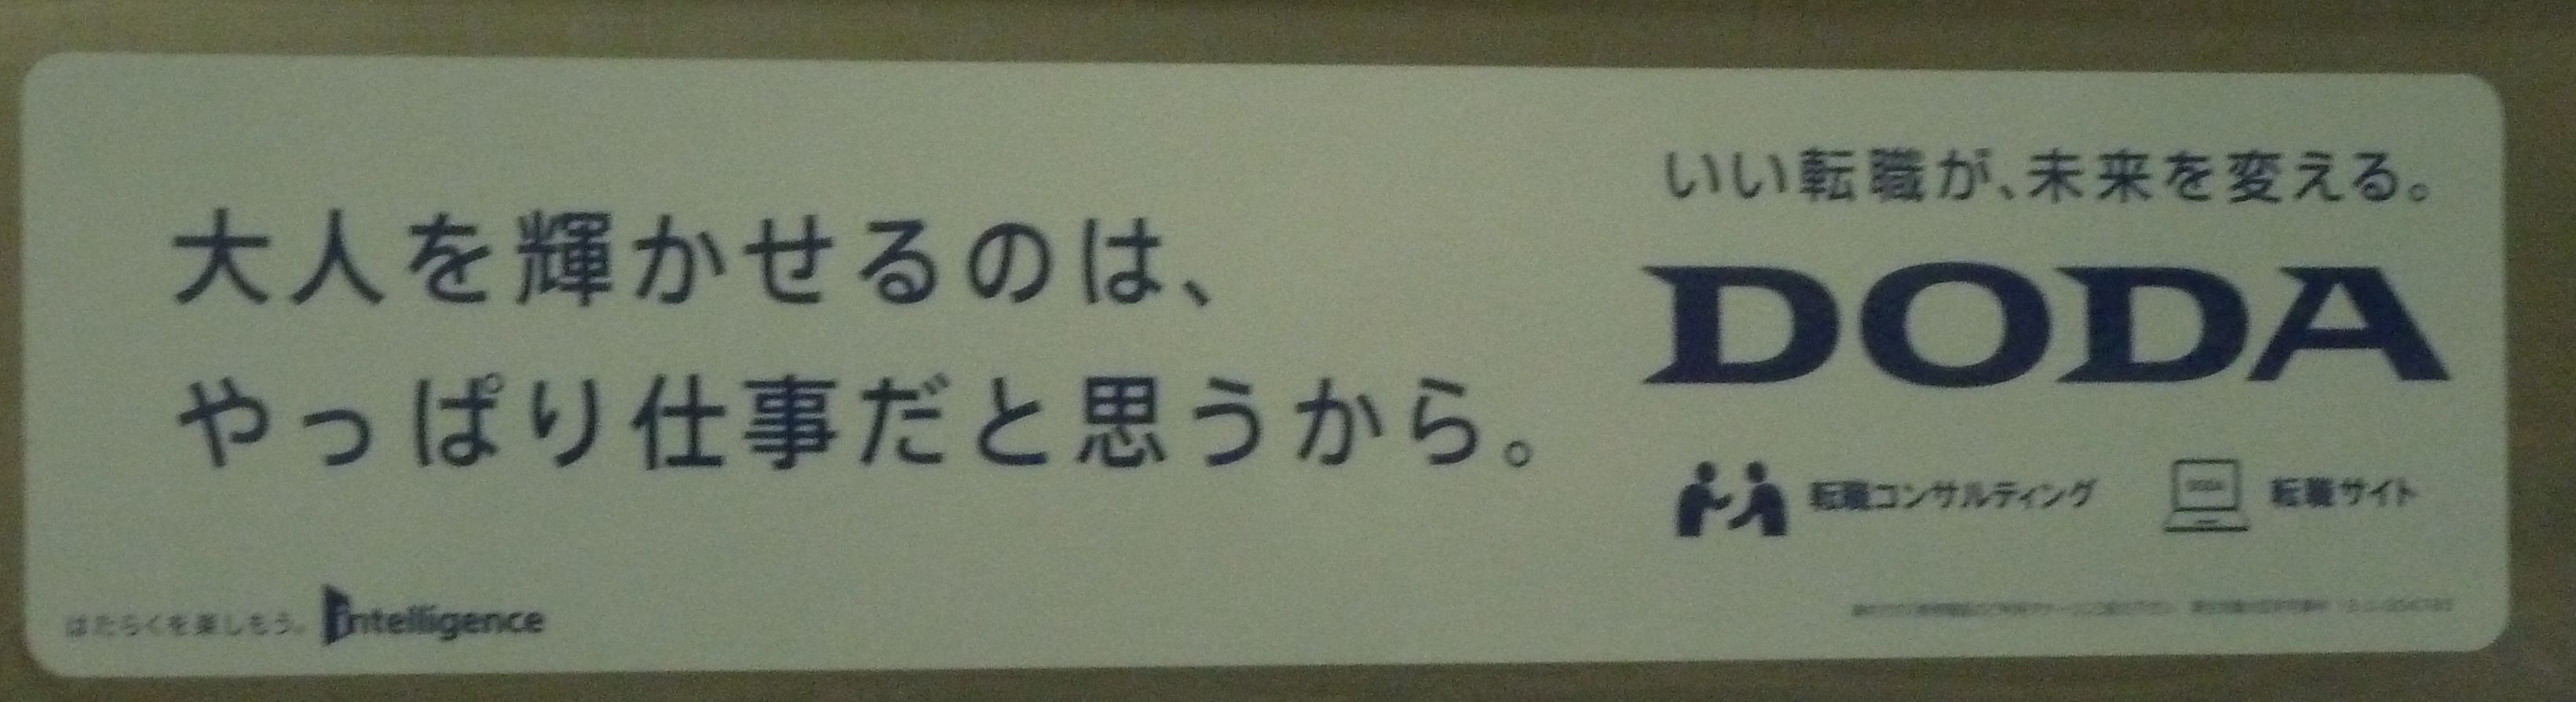 大人を輝かせるのは、
やっぱり仕事だと思うから。
はたらくを楽しもう。 intelligence
いい転職が、未来を変える。
DODA
転職コンサルティング 転職サイト